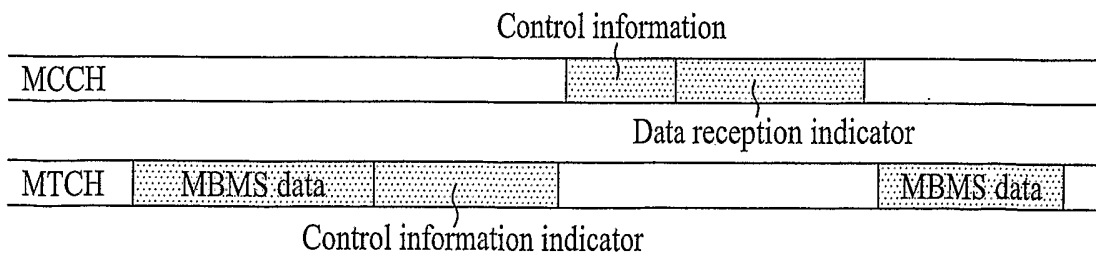 Control information
MCCH
Data reception indicator
MTCH MBMS data MBMS data
Control information indicator